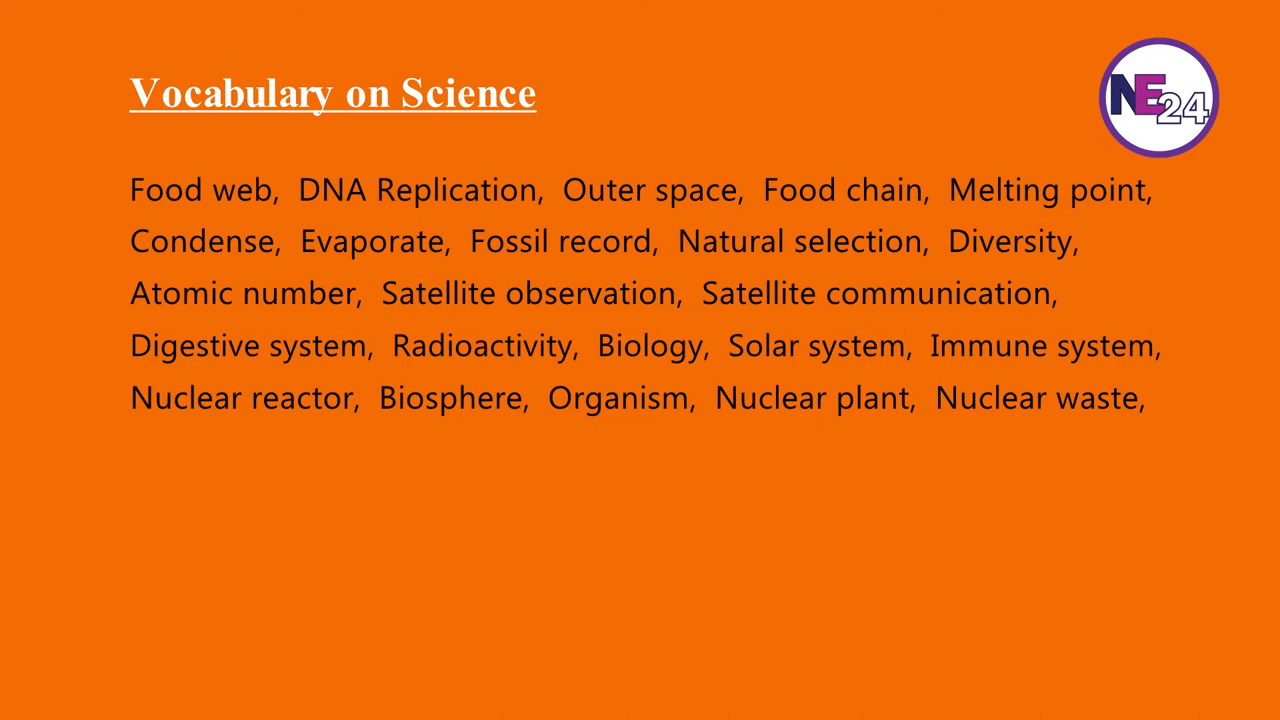 Vocabulary on Science
NE24
Food web, DNA Replication, Outer space, Food chain, Melting point,
Condense, Evaporate, Fossil record, Natural selection, Diversity,
Atomic number, Satellite observation, Satellite communication,
Digestive system, Radioactivity, Biology, Solar system, Immune system,
Nuclear reactor, Biosphere, Organism, Nuclear plant, Nuclear waste,